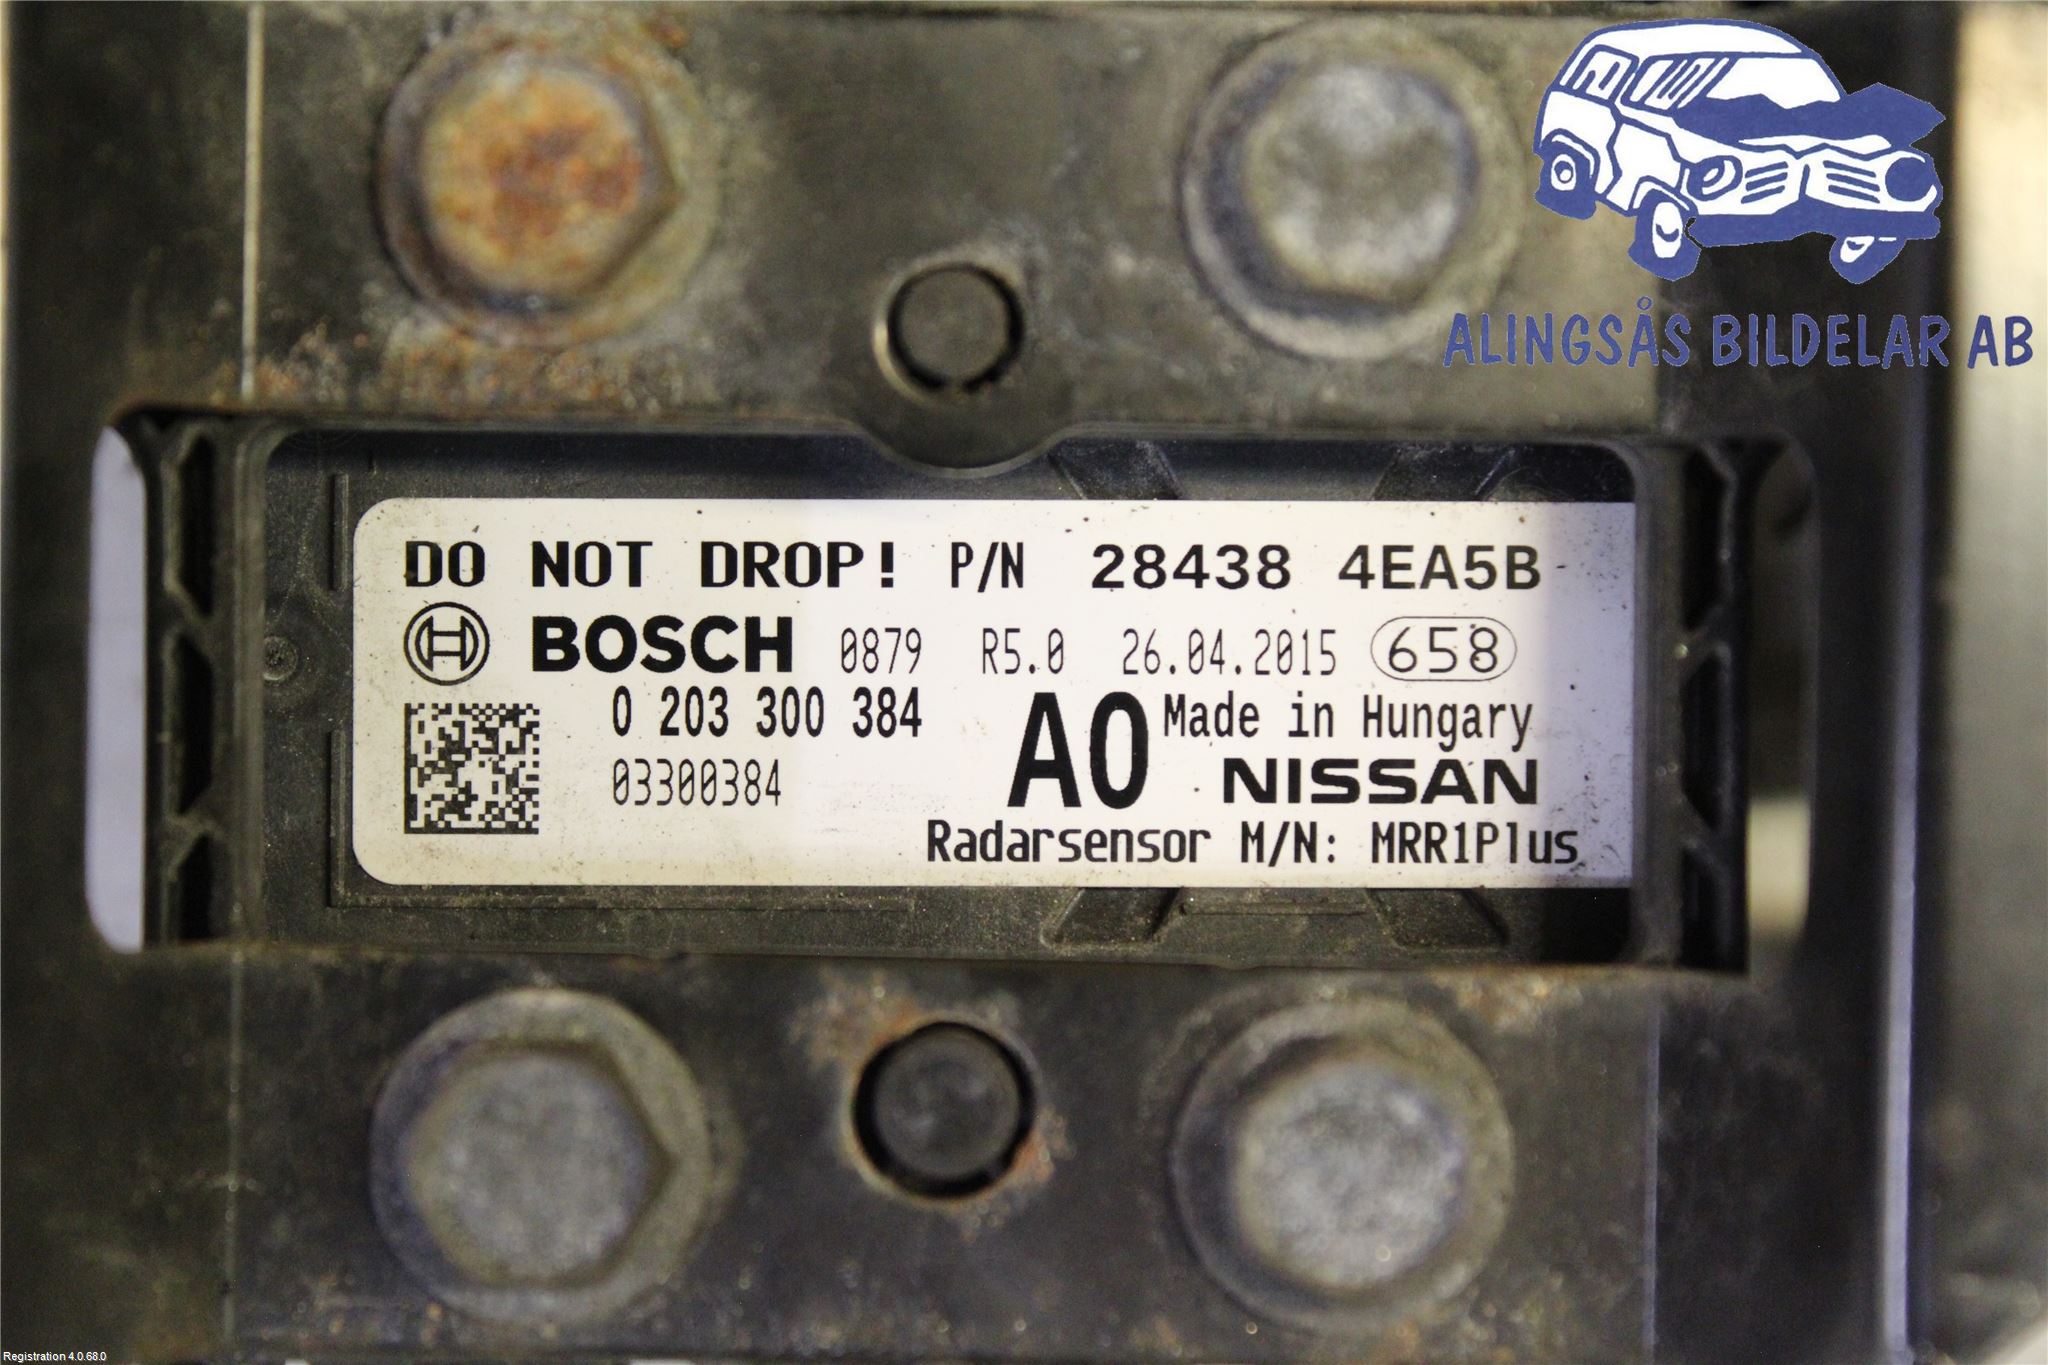 ALINGSÅS BILDELAR AB
DO NOT DROP! P/N 28438 4EA5B
BOSCH 0879 R5.0 26.04.2015 658
0 203 300 384 A0 Made in Hungary
03300384 NISSAN
Radarsensor M/N: MRR1Plus
Registration 4.0.68.0